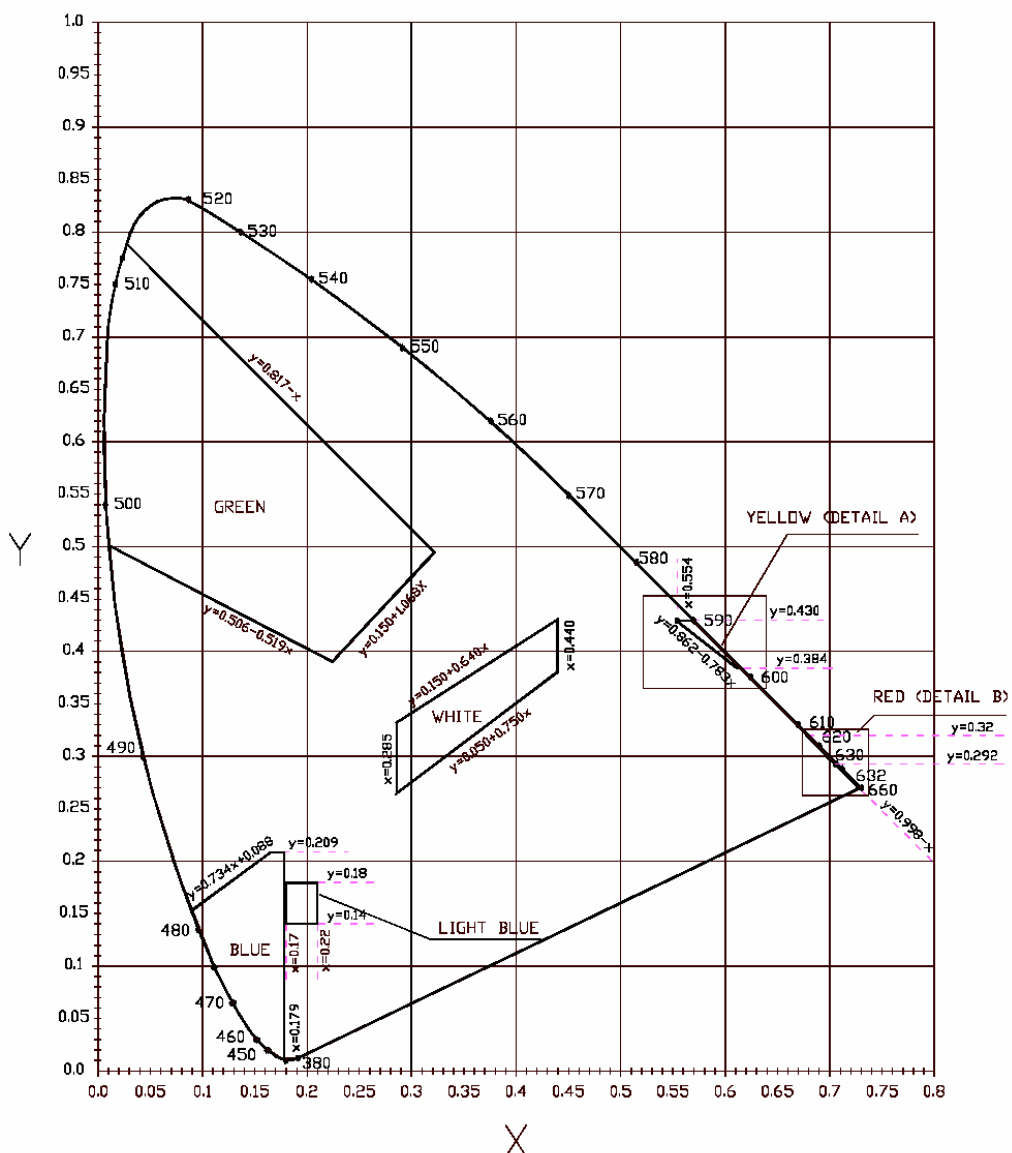 1.0
0.95
0.9
0.85
0.8
0.75
0.7
0.65
0.6
0.55
0.5
0.45
0.4
0.35
0.3
0.25
0.2
0.15
0.1
0.05
0.0
Y
520
530
510
540
550
y=0.817-x
560
500
GREEN
570
YELLOW (DETAIL A)
580
x=0.554
y=0.430
590
y=0.506-0.519x
y=0.150+1.068X
y=0.862-0.783X
y=0.384
600
y=0.150+0.640x
x=0.440
RED (DETAIL B)
WHITE
610
y=0.32
620
y=0.050+0.750x
x=0.285
490
630
y=0.292
632
660
y=0.998-X
y=0.734x+0.088
y=0.209
y=0.18
y=0.14
480
BLUE
LIGHT BLUE
x=0.17
x=0.22
470
x=0.179
460
450
380
0.0 0.05 0.1 0.15 0.2 0.25 0.3 0.35 0.4 0.45 0.5 0.55 0.6 0.65 0.7 0.75 0.8
X